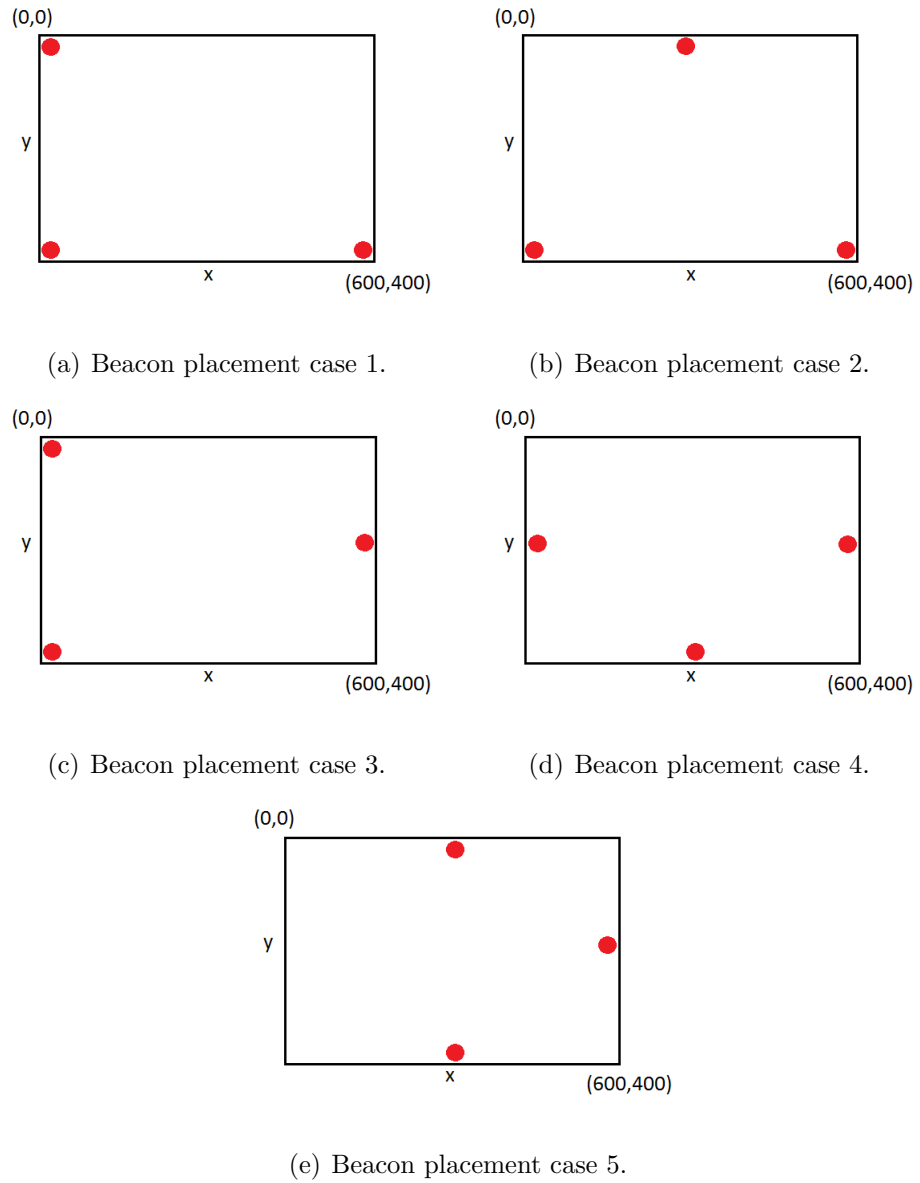 (0,0)
y
x
(600,400)
(a) Beacon placement case 1.
(0,0)
y
x
(600,400)
(b) Beacon placement case 2.
(0,0)
y
x
(600,400)
(c) Beacon placement case 3.
(0,0)
y
x
(600,400)
(d) Beacon placement case 4.
(0,0)
y
x
(600,400)
(e) Beacon placement case 5.